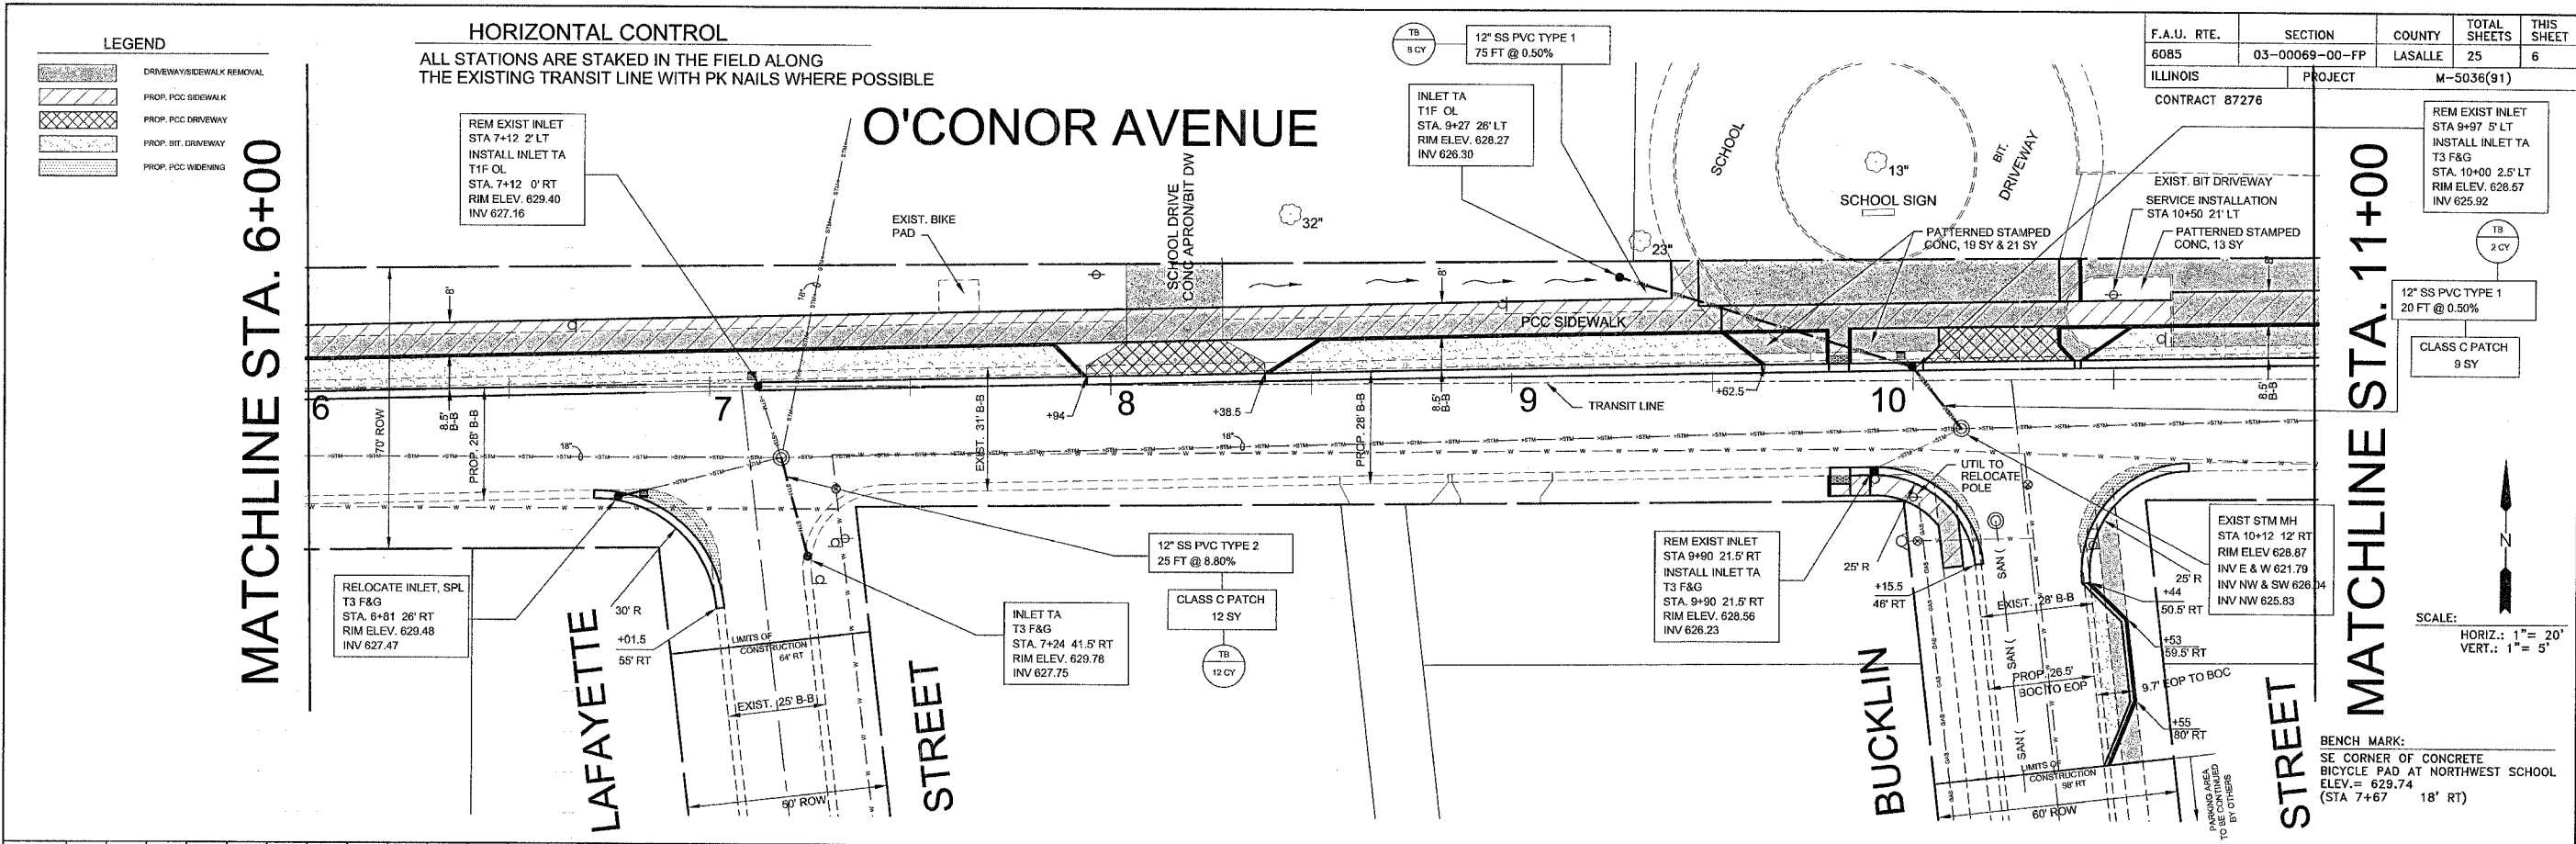 LEGEND
DRIVEWAY/SIDEWALK REMOVAL
PROP. PCC SIDEWALK
PROP. PCC DRIVEWAY
PROP. BIT. DRIVEWAY
PROP. PCC WIDENING
HORIZONTAL CONTROL
ALL STATIONS ARE STAKED IN THE FIELD ALONG
THE EXISTING TRANSIT LINE WITH PK NAILS WHERE POSSIBLE
O'CONOR AVENUE
F.A.U. RTE.
SECTION
COUNTY
TOTAL SHEETS
THIS SHEET
6085
03-00069-00-FP
LASALLE
25
6
ILLINOIS
PROJECT
M-5036(91)
CONTRACT 87276
MATCHLINE STA. 6+00
REM EXIST INLET
STA 7+12 2' LT
INSTALL INLET TA
T1F OL
STA. 7+12 0' RT
RIM ELEV. 629.40
INV 627.16
EXIST. BIKE
PAD
SCHOOL DRIVE
CONC APRON/BIT DW
32"
TB
8 CY
12" SS PVC TYPE 1
75 FT @ 0.50%
INLET TA
T1F OL
STA. 9+27 26' LT
RIM ELEV. 628.27
INV 626.30
23"
SCHOOL
13"
SCHOOL SIGN
BIT.
DRIVEWAY
EXIST. BIT DRIVEWAY
SERVICE INSTALLATION
STA 10+50 21' LT
PATTERNED STAMPED
CONC, 19 SY & 21 SY
PATTERNED STAMPED
CONC, 13 SY
REM EXIST INLET
STA 9+97 5' LT
INSTALL INLET TA
T3 F&G
STA. 10+00 2.5' LT
RIM ELEV. 628.57
INV 625.92
TB
2 CY
12" SS PVC TYPE 1
20 FT @ 0.50%
CLASS C PATCH
9 SY
MATCHLINE STA. 11+00
8'
18"
8'
8'
PCC SIDEWALK
6
7
8
9
10
+94
+38.5
+62.5
TRANSIT LINE
8.5'
B-B
8.5'
B-B
8.5'
B-B
70' ROW
PROP. 28' B-B
EXIST. 31' B-B
PROP. 28' B-B
18"
18"
UTIL TO
RELOCATE
POLE
RELOCATE INLET, SPL
T3 F&G
STA. 6+81 26' RT
RIM ELEV. 629.48
INV 627.47
30' R
+01.5
55' RT
LIMITS OF
CONSTRUCTION
64' RT
EXIST. 25' B-B
60' ROW
LAFAYETTE
STREET
INLET TA
T3 F&G
STA. 7+24 41.5' RT
RIM ELEV. 629.78
INV 627.75
12" SS PVC TYPE 2
25 FT @ 8.80%
CLASS C PATCH
12 SY
TB
12 CY
REM EXIST INLET
STA 9+90 21.5' RT
INSTALL INLET TA
T3 F&G
STA. 9+90 21.5' RT
RIM ELEV. 628.56
INV 626.23
25' R
+15.5
46' RT
EXIST. 28' B-B
SAN (
SAN (
SAN (
PROP. 26.5'
BOC TO EOP
9.7' EOP TO BOC
EXIST STM MH
STA 10+12 12' RT
RIM ELEV 628.87
INV E & W 621.79
INV NW & SW 626.04
INV NW 625.83
25' R
+44
50.5' RT
+53
59.5' RT
+55
80' RT
LIMITS OF
CONSTRUCTION
98' RT
60' ROW
PARKING AREA
TO BE CONTINUED
BY OTHERS
BUCKLIN
STREET
N
SCALE:
HORIZ.: 1"= 20'
VERT.: 1"= 5'
BENCH MARK:
SE CORNER OF CONCRETE
BICYCLE PAD AT NORTHWEST SCHOOL
ELEV.= 629.74
(STA 7+67 18' RT)